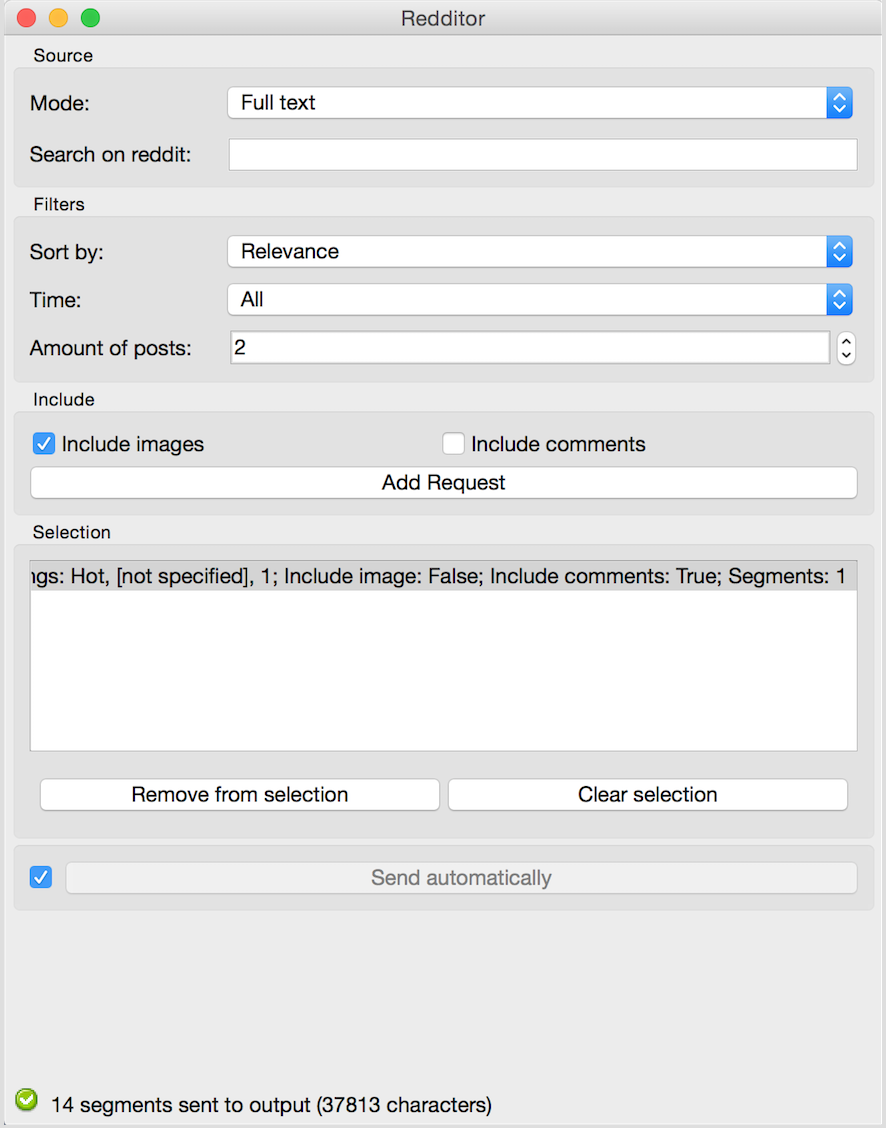 Redditor
Source
Mode: Full text
Search on reddit:
Filters
Sort by: Relevance
Time: All
Amount of posts: 2
Include
Include images Include comments
Add Request
Selection
ngs: Hot, [not specified], 1; Include image: False; Include comments: True; Segments: 1
Remove from selection Clear selection
Send automatically
14 segments sent to output (37813 characters)